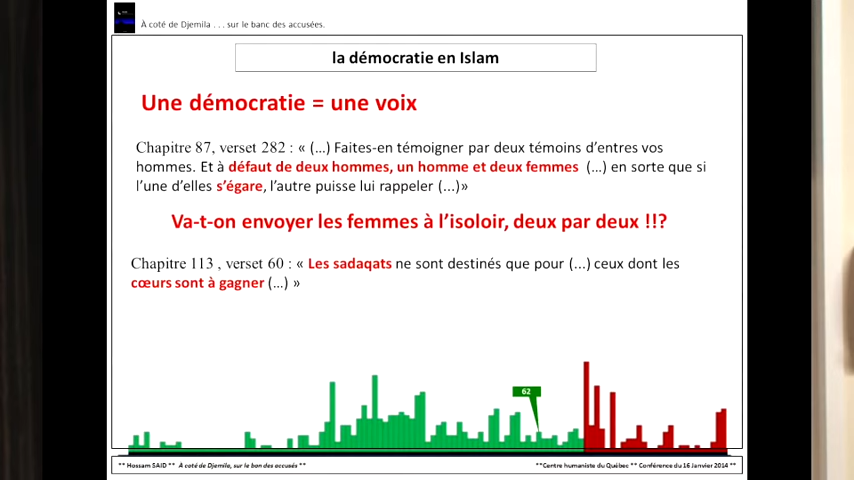 À coté de Djemila . . . sur le banc des accusées.
la démocratie en Islam
Une démocratie = une voix
Chapitre 87, verset 282 : « (...) Faites-en témoigner par deux témoins d'entres vos
hommes. Et à défaut de deux hommes, un homme et deux femmes (...) en sorte que si
l'une d'elles s'égare, l'autre puisse lui rappeler (...)»
Va-t-on envoyer les femmes à l'isoloir, deux par deux !!?
Chapitre 113 , verset 60 : « Les sadaqats ne sont destinés que pour (...) ceux dont les
cœurs sont à gagner (...) »
62
** Hossam SAID ** À coté de Djemila, sur le ban des accusés **
**Centre humaniste du Québec ** Conférence du 16 Janvier 2014 **